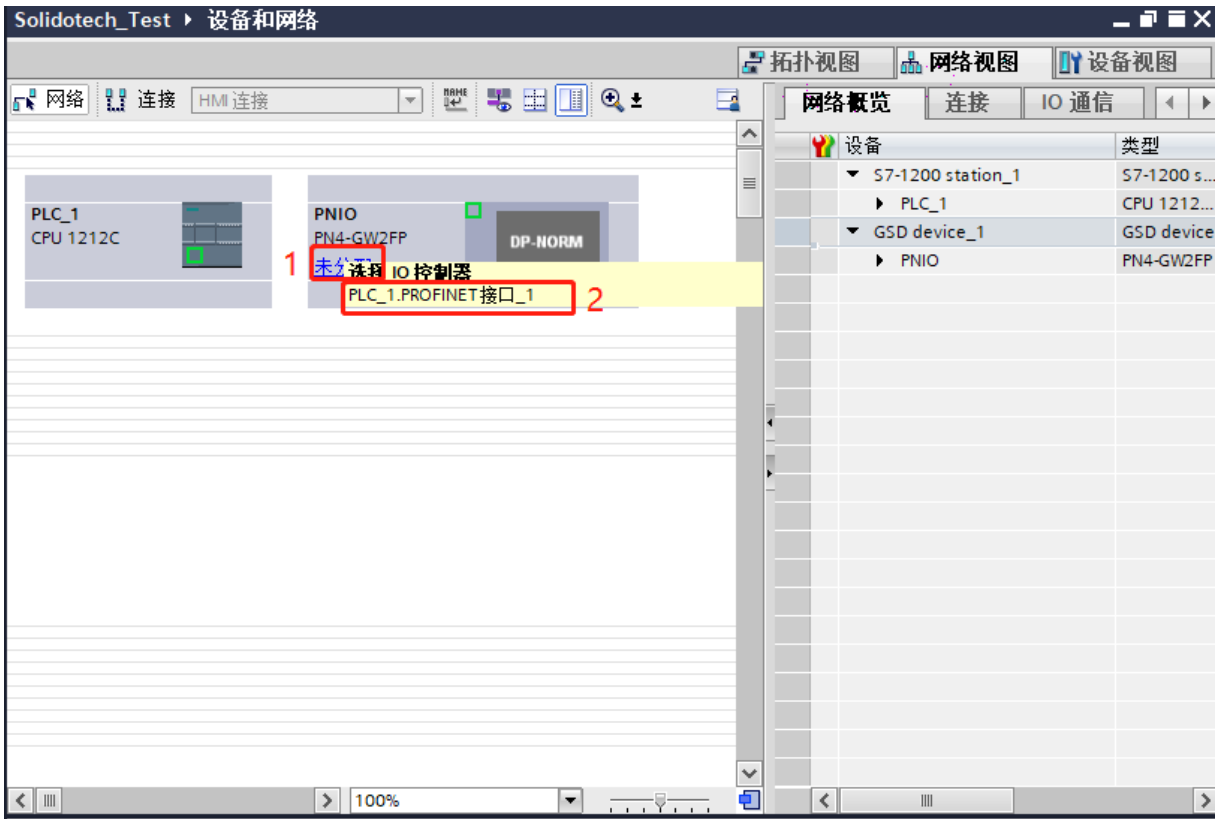 Solidotech_Test ▸ 设备和网络
拓扑视图 网络视图 设备视图
网络 连接 HMI 连接
网络概览 连接 IO 通信
设备 类型
S7-1200 station_1 S7-1200 s...
PLC_1 CPU 1212...
GSD device_1 GSD device
PNIO PN4-GW2FP
PLC_1
CPU 1212C
PNIO
PN4-GW2FP
DP-NORM
1
选择 IO 控制器
PLC_1.PROFINET接口_1
2
100%